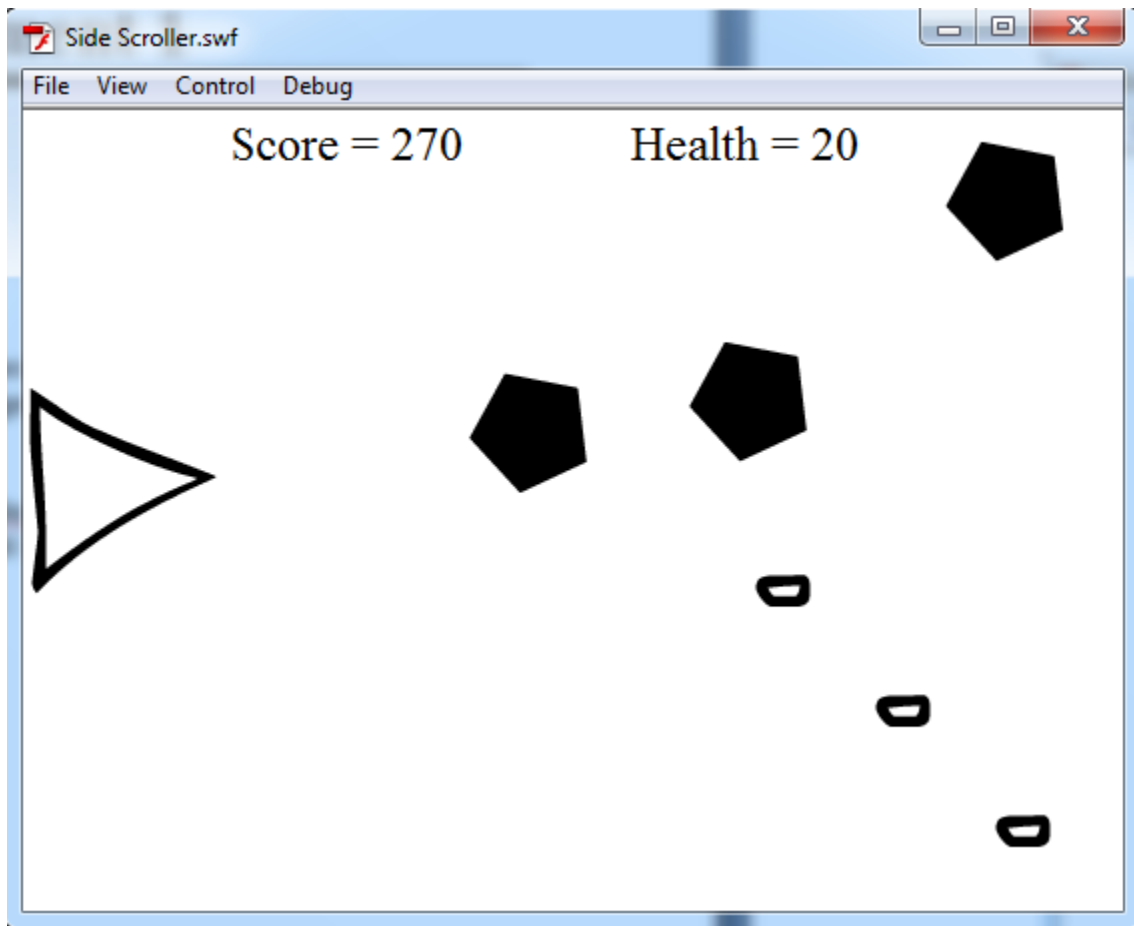 Side Scroller.swf
File View Control Debug
Score = 270 Health = 20